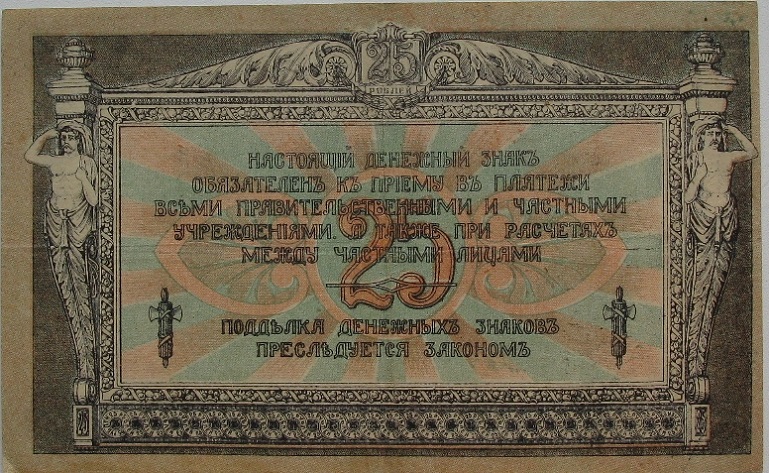 25
РУБЛЕЙ
НАСТОЯЩІЙ ДЕНЕЖНЫЙ ЗНАКЪ
ОБЯЗАТЕЛЕНЪ КЪ ПРІЕМУ ВЪ ПЛАТЕЖИ
ВСѢМИ ПРАВИТЕЛЬСТВЕННЫМИ И ЧАСТНЫМИ
УЧРЕЖДЕНІЯМИ. А ТАКЖЕ ПРИ РАСЧЕТАХЪ
МЕЖДУ ЧАСТНЫМИ ЛИЦАМИ
25
ПОДДѢЛКА ДЕНЕЖНЫХЪ ЗНАКОВЪ
ПРЕСЛѢДУЕТСЯ ЗАКОНОМЪ